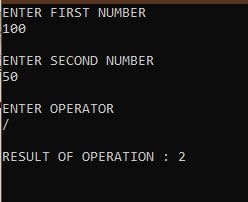 ENTER FIRST NUMBER
100
ENTER SECOND NUMBER
50
ENTER OPERATOR
/
RESULT OF OPERATION : 2